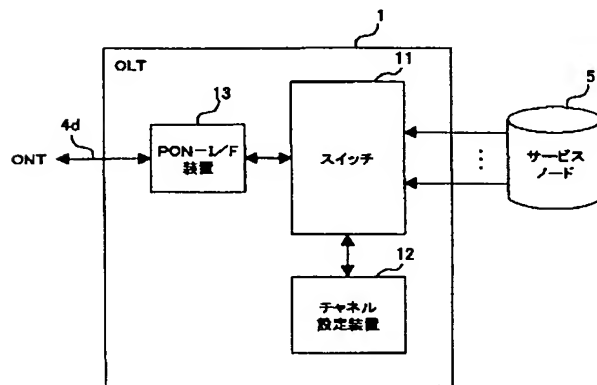 1
OLT
11
5
13
4d
ONT
PON-I/F
装置
スイッチ
サービス
ノード
12
チャネル
設定装置